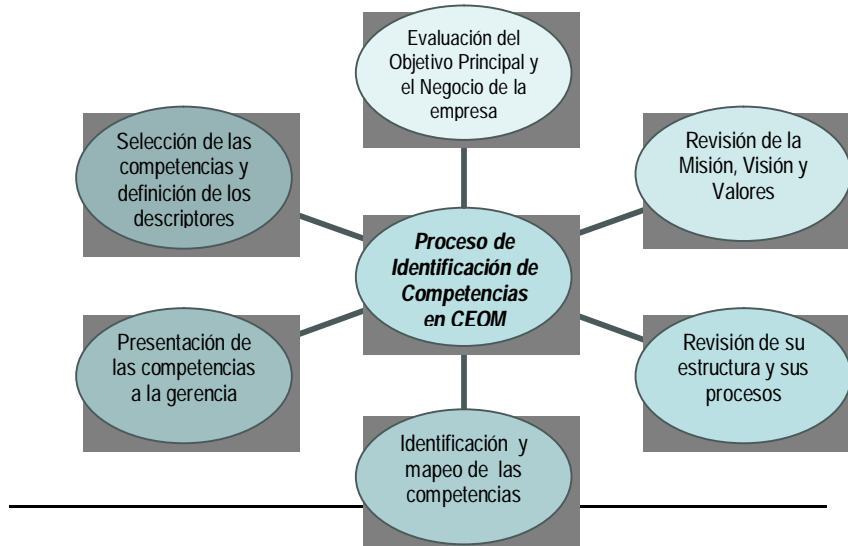 Evaluación del
Objetivo Principal y
el Negocio de la
empresa
Revisión de la
Misión, Visión y
Valores
Revisión de su
estructura y sus
procesos
Identificación y
mapeo de las
competencias
Presentación de
las competencias
a la gerencia
Selección de las
competencias y
definición de los
descriptores
Proceso de
Identificación de
Competencias
en CEOM